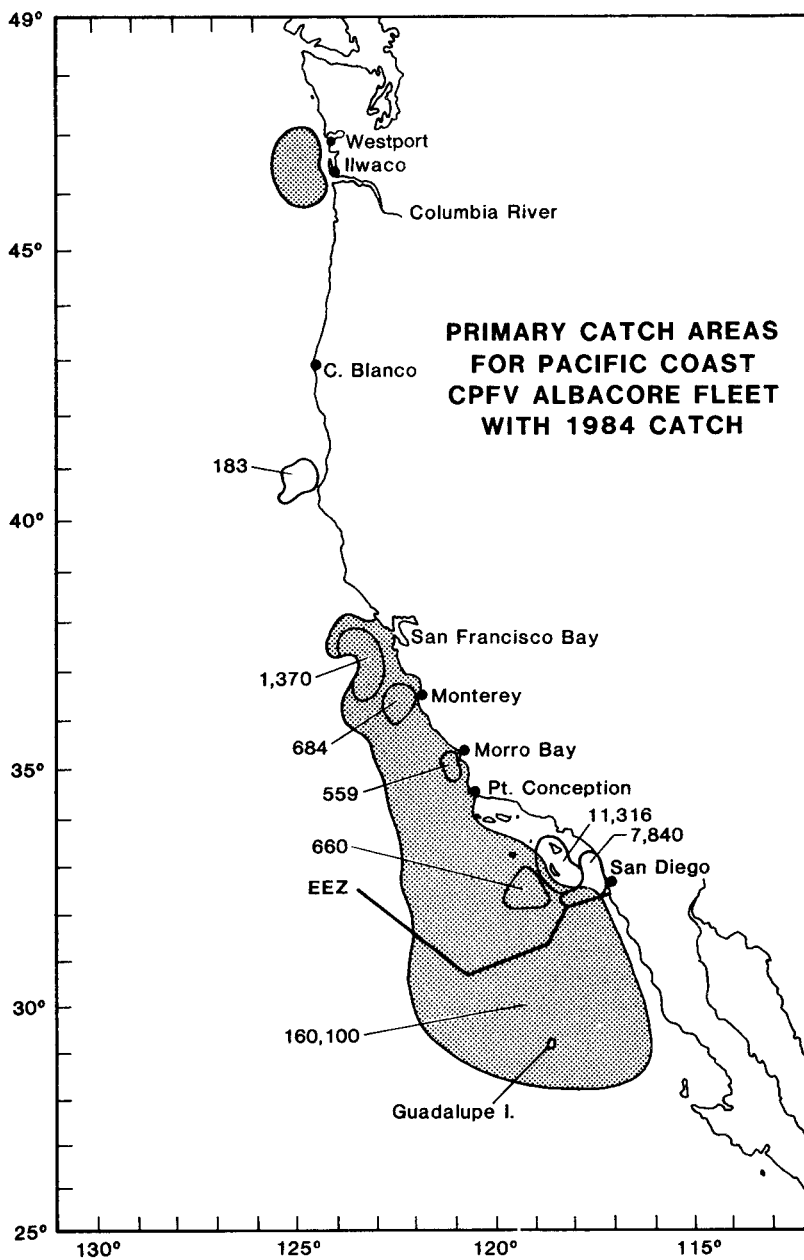 49°
Westport
Ilwaco
Columbia River
45°
PRIMARY CATCH AREAS
FOR PACIFIC COAST
CPFV ALBACORE FLEET
WITH 1984 CATCH
C. Blanco
183
40°
San Francisco Bay
1,370
Monterey
684
Morro Bay
35°
559
Pt. Conception
11,316
7,840
660
San Diego
EEZ
30°
160,100
Guadalupe I.
25°
130° 125° 120° 115°